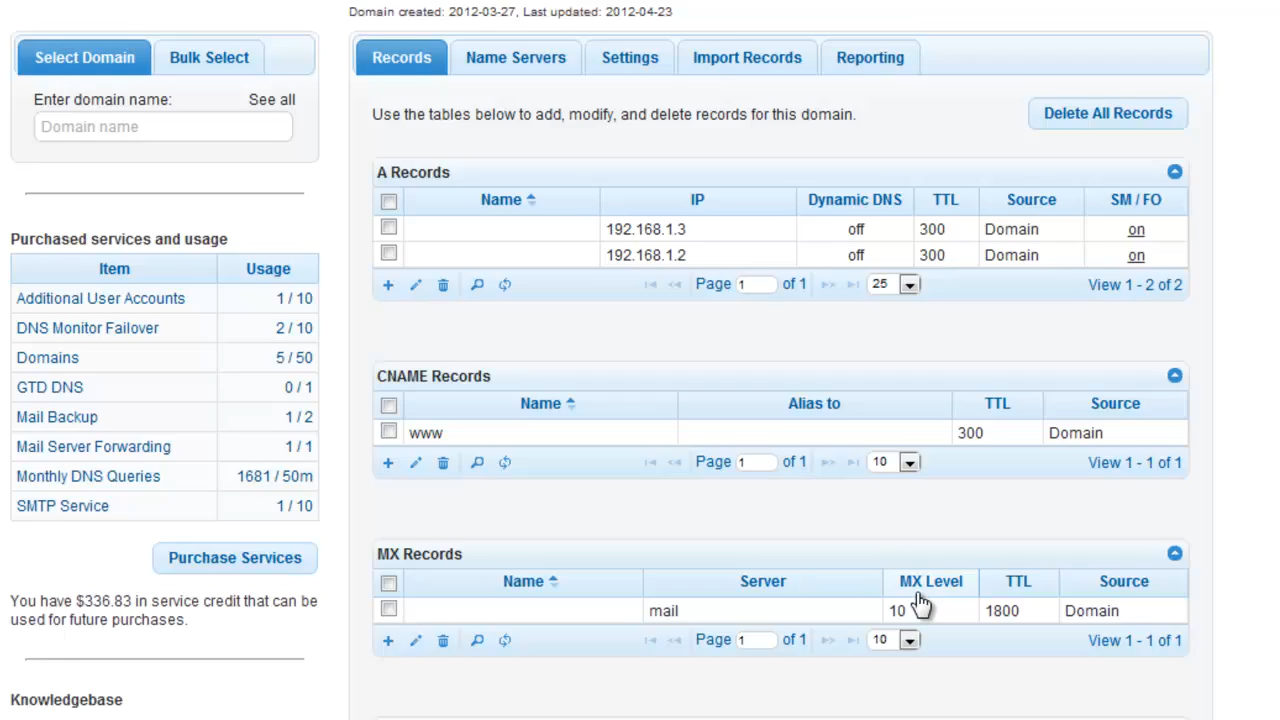 Domain created: 2012-03-27, Last updated: 2012-04-23
Select Domain Bulk Select
Enter domain name: See all
Domain name
Purchased services and usage
Item Usage
Additional User Accounts 1 / 10
DNS Monitor Failover 2 / 10
Domains 5 / 50
GTD DNS 0 / 1
Mail Backup 1 / 2
Mail Server Forwarding 1 / 1
Monthly DNS Queries 1681 / 50m
SMTP Service 1 / 10
Purchase Services
You have $336.83 in service credit that can be
used for future purchases.
Knowledgebase
Records Name Servers Settings Import Records Reporting
Use the tables below to add, modify, and delete records for this domain. Delete All Records
A Records
Name IP Dynamic DNS TTL Source SM / FO
192.168.1.3 off 300 Domain on
192.168.1.2 off 300 Domain on
Page 1 of 1 25 View 1 - 2 of 2
CNAME Records
Name Alias to TTL Source
www 300 Domain
Page 1 of 1 10 View 1 - 1 of 1
MX Records
Name Server MX Level TTL Source
mail 10 1800 Domain
Page 1 of 1 10 View 1 - 1 of 1